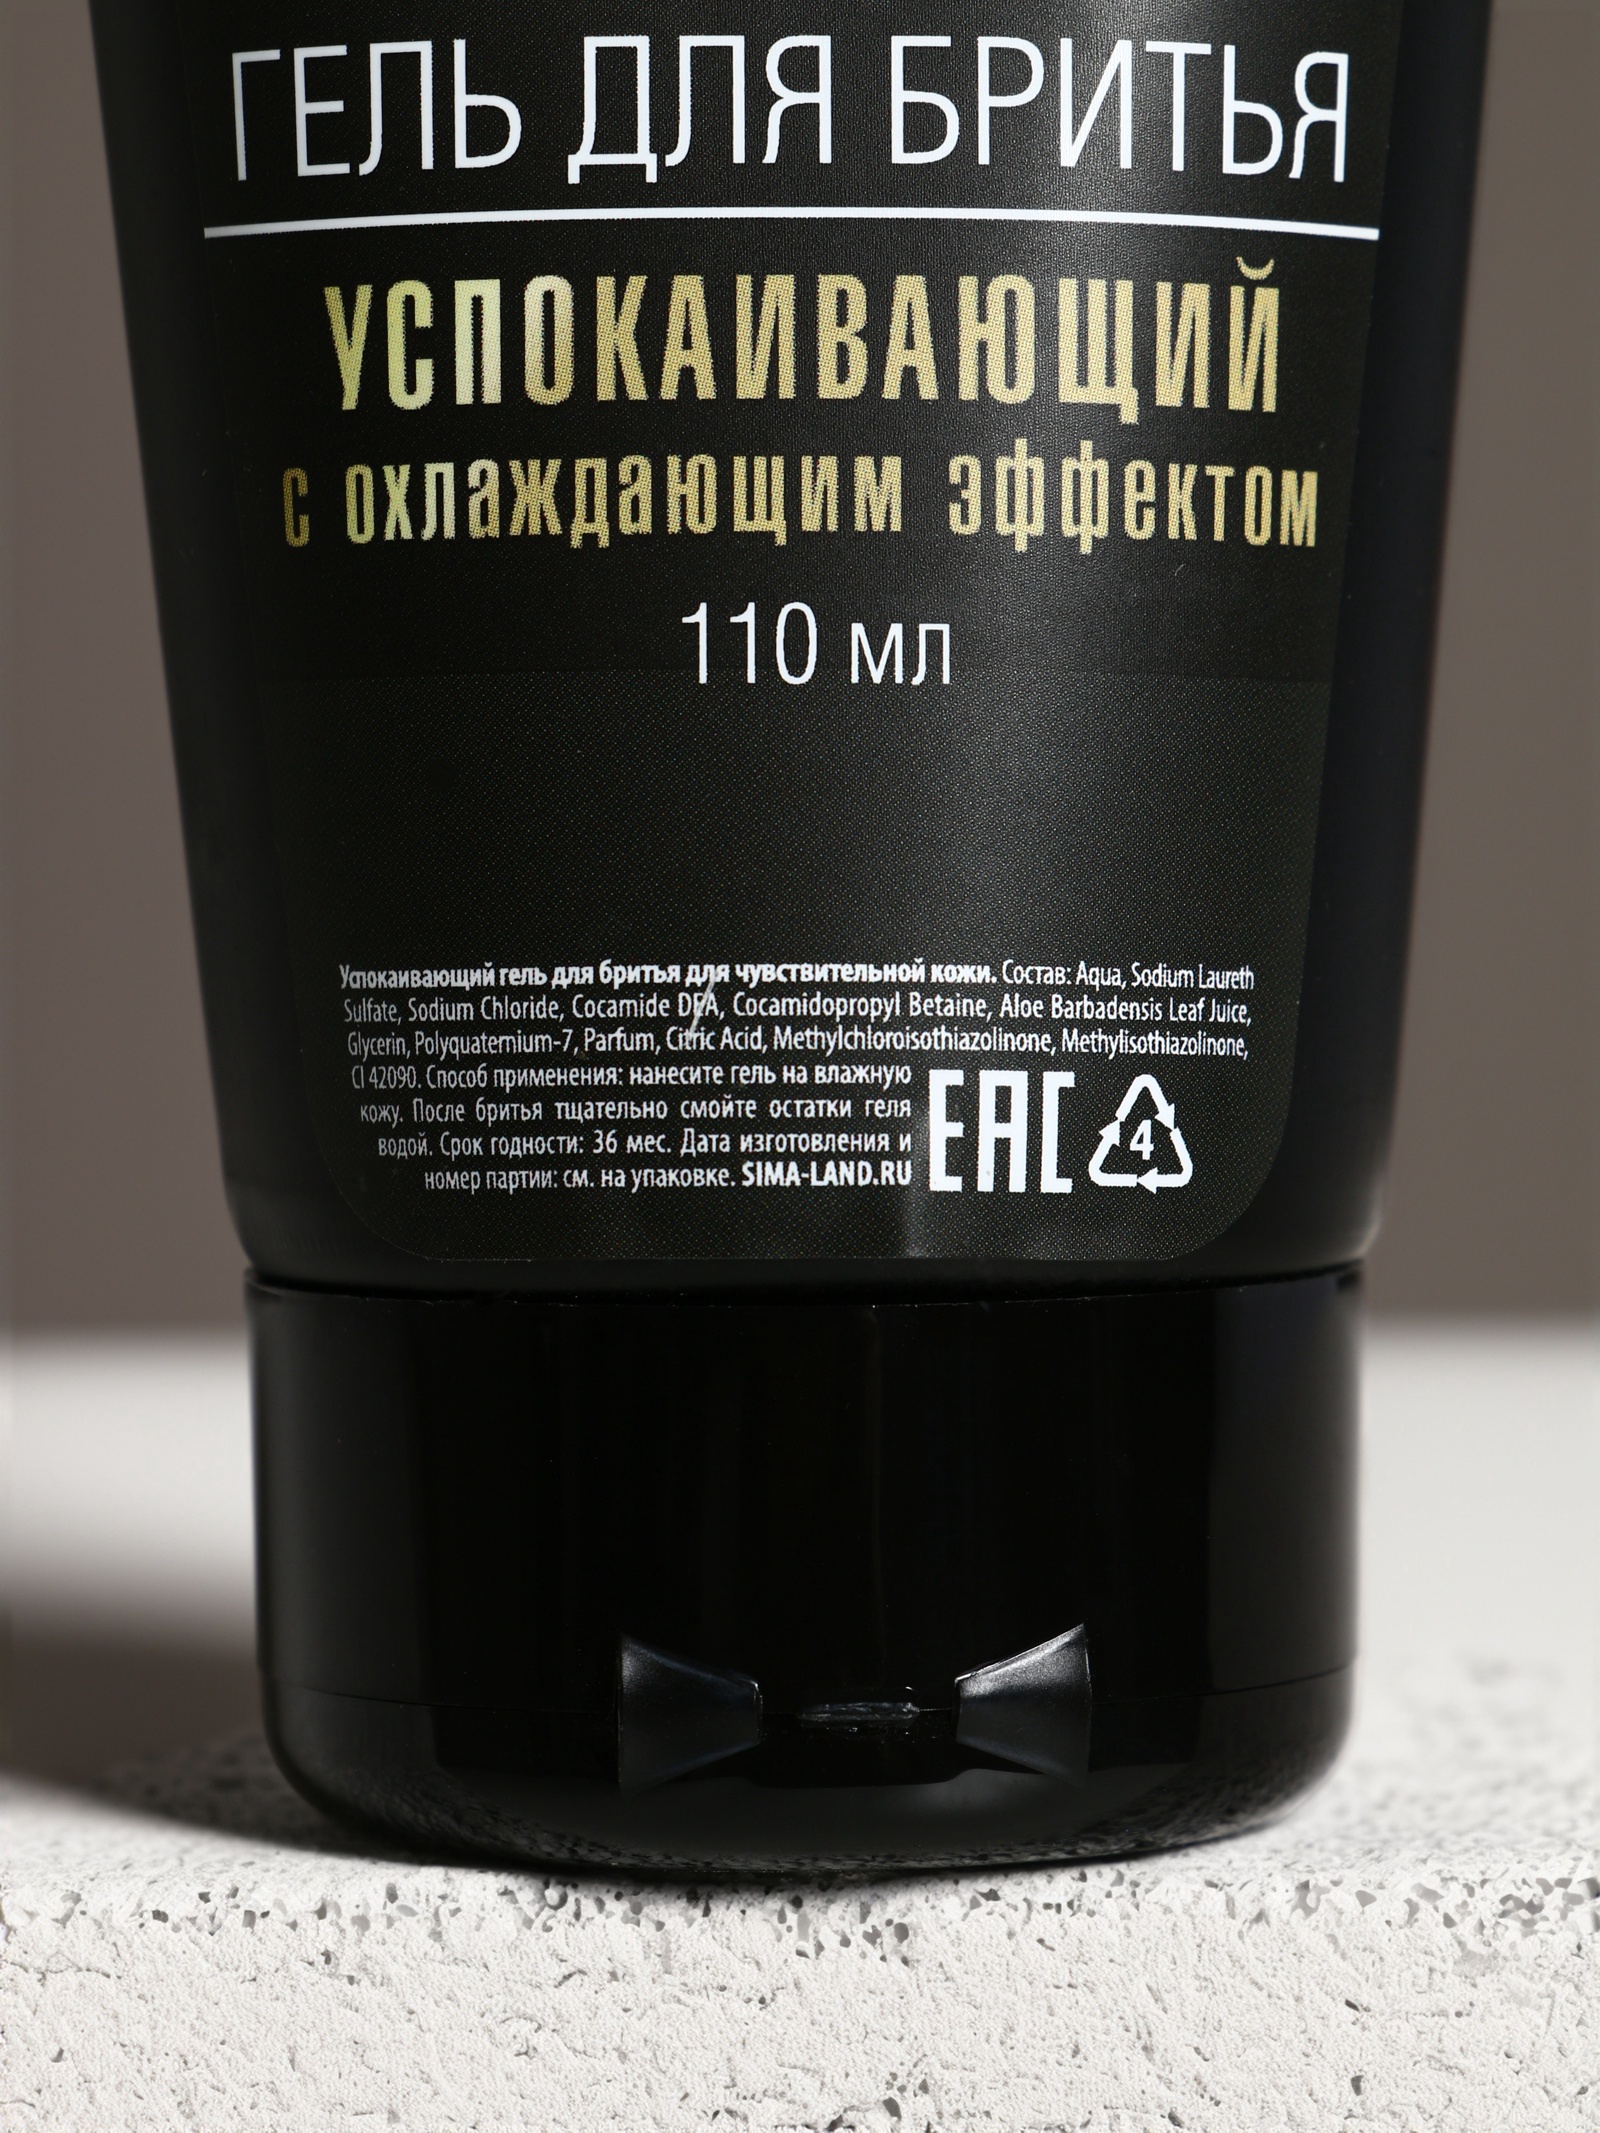 ГЕЛЬ ДЛЯ БРИТЬЯ
УСПОКАИВАЮЩИЙ
с охлаждающим эффектом
110 мл
Успокаивающий гель для бритья для чувствительной кожи. Состав: Aqua, Sodium Laureth
Sulfate, Sodium Chloride, Cocamide DEA, Cocamidopropyl Betaine, Aloe Barbadensis Leaf Juice,
Glycerin, Polyquaternium-7, Parfum, Citric Acid, Methylchloroisothiazolinone, Methylisothiazolinone,
CI 42090. Способ применения: нанесите гель на влажную
кожу. После бритья тщательно смойте остатки геля
водой. Срок годности: 36 мес. Дата изготовления и
номер партии: см. на упаковке. SIMA-LAND.RU
EAC
4